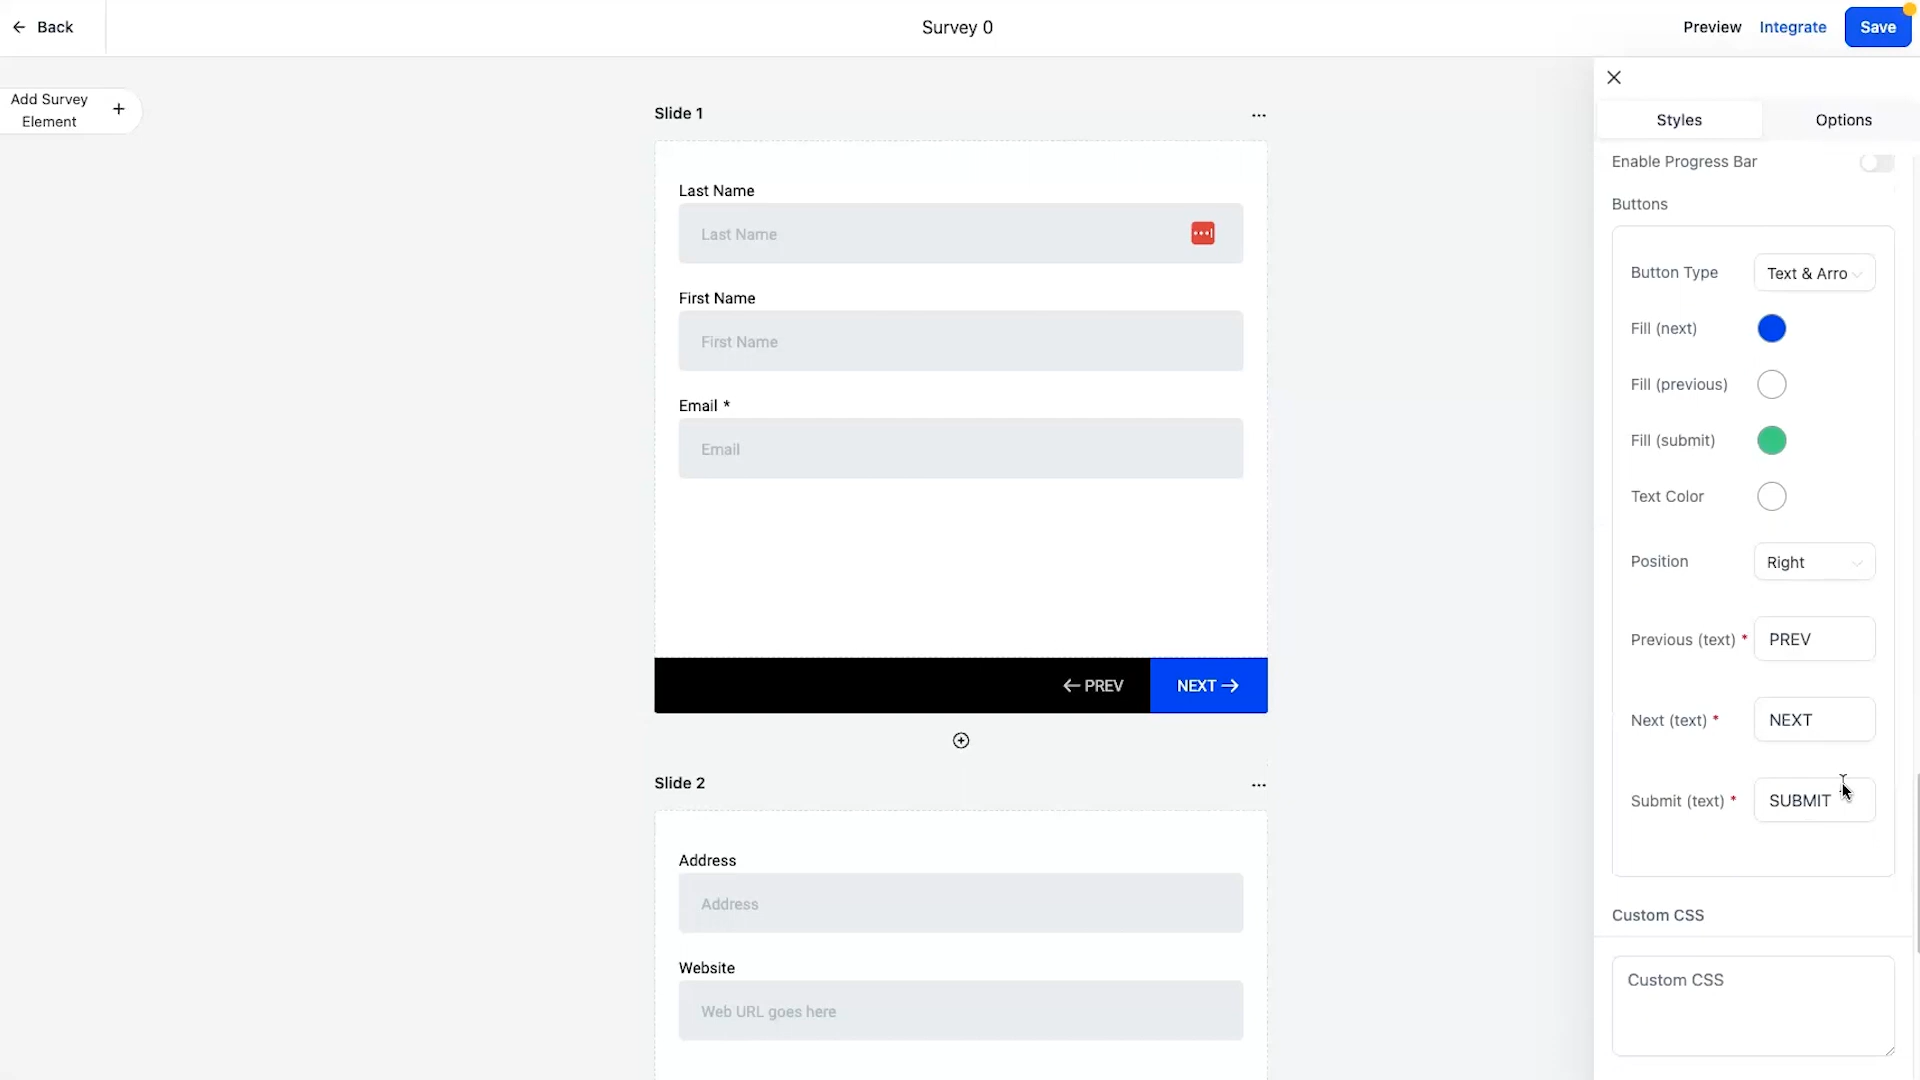 Back
Survey 0
Preview
Integrate
Save
Add Survey
Element
Slide 1
Last Name
Last Name
First Name
First Name
Email *
Email
PREV
NEXT
Slide 2
Address
Address
Website
Web URL goes here
Styles
Options
Enable Progress Bar
Buttons
Button Type
Text & Arro
Fill (next)
Fill (previous)
Fill (submit)
Text Color
Position
Right
Previous (text) *
PREV
Next (text) *
NEXT
Submit (text) *
SUBMIT
Custom CSS
Custom CSS